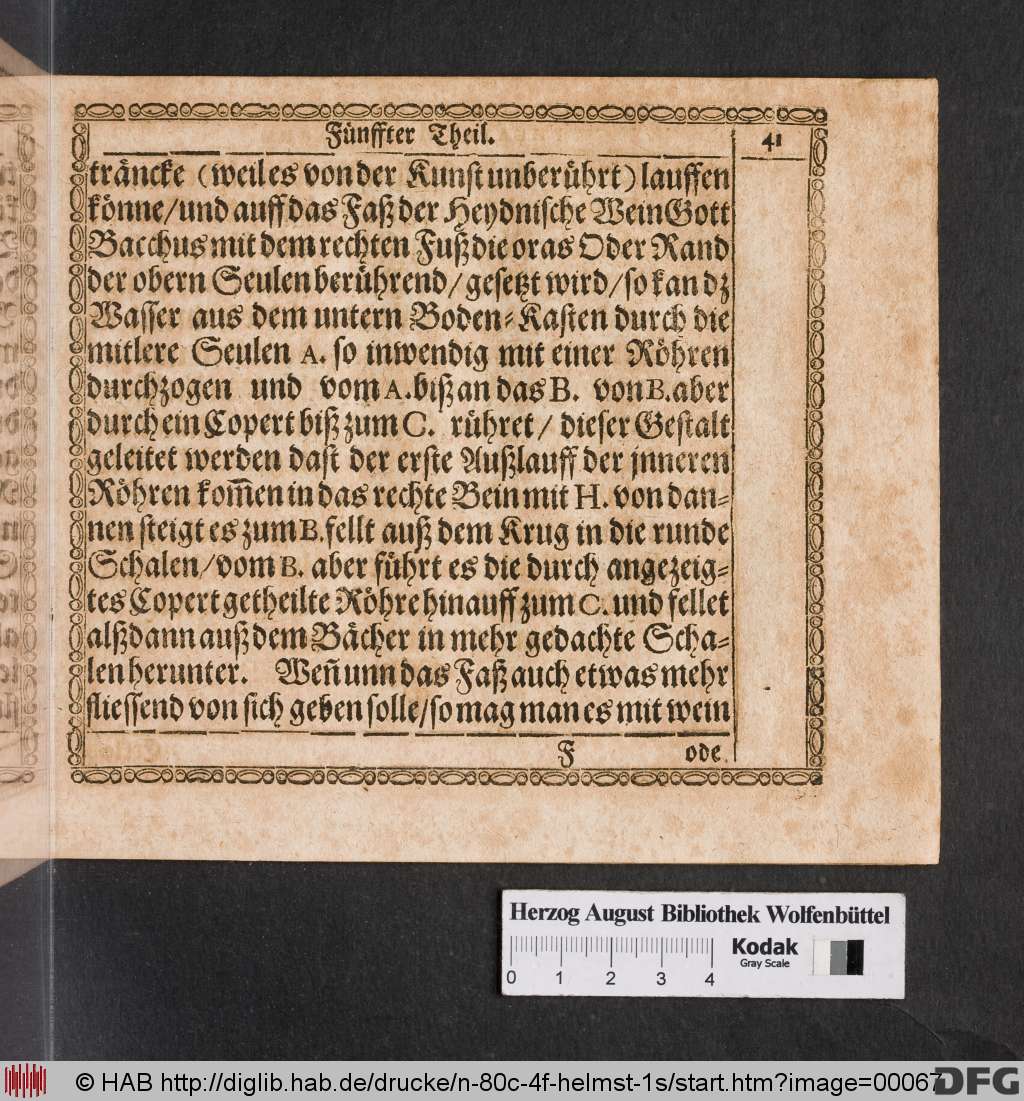 Fünffter Theil.
41
träncke (weil es von der Kunst unberührt) lauffen
könne/ und auff das Faß der Heydnische Wein Gott
Bacchus mit dem rechten Fuß die oras Oder Rand
der obern Seulen berührend/ gesetzt wird/ so kan dz
Wasser aus dem untern Boden-Kasten durch die
mitlere Seulen A. so inwendig mit einer Röhren
durchzogen und vom A. biß an das B. von B. aber
durch ein Copert biß zum C. rühret/ dieser Gestalt
geleitet werden dast der erste Außlauff der jnneren
Röhren kom̃en in das rechte Bein mit H. von dan-
nen steigt es zum B. fellt auß dem Krug in die runde
Schalen/ vom B. aber führt es die durch angezeig-
tes Copert getheilte Röhre hinauff zum C. und fellet
alßdann auß dem Bächer in mehr gedachte Scha-
len herunter. Weñ unn das Faß auch etwas mehr
fliessend von sich geben solle/ so mag man es mit wein
F
ode
Herzog August Bibliothek Wolfenbüttel
0 1 2 3 4
Kodak
Gray Scale
© HAB http://diglib.hab.de/drucke/n-80c-4f-helmst-1s/start.htm?image=00067
DFG